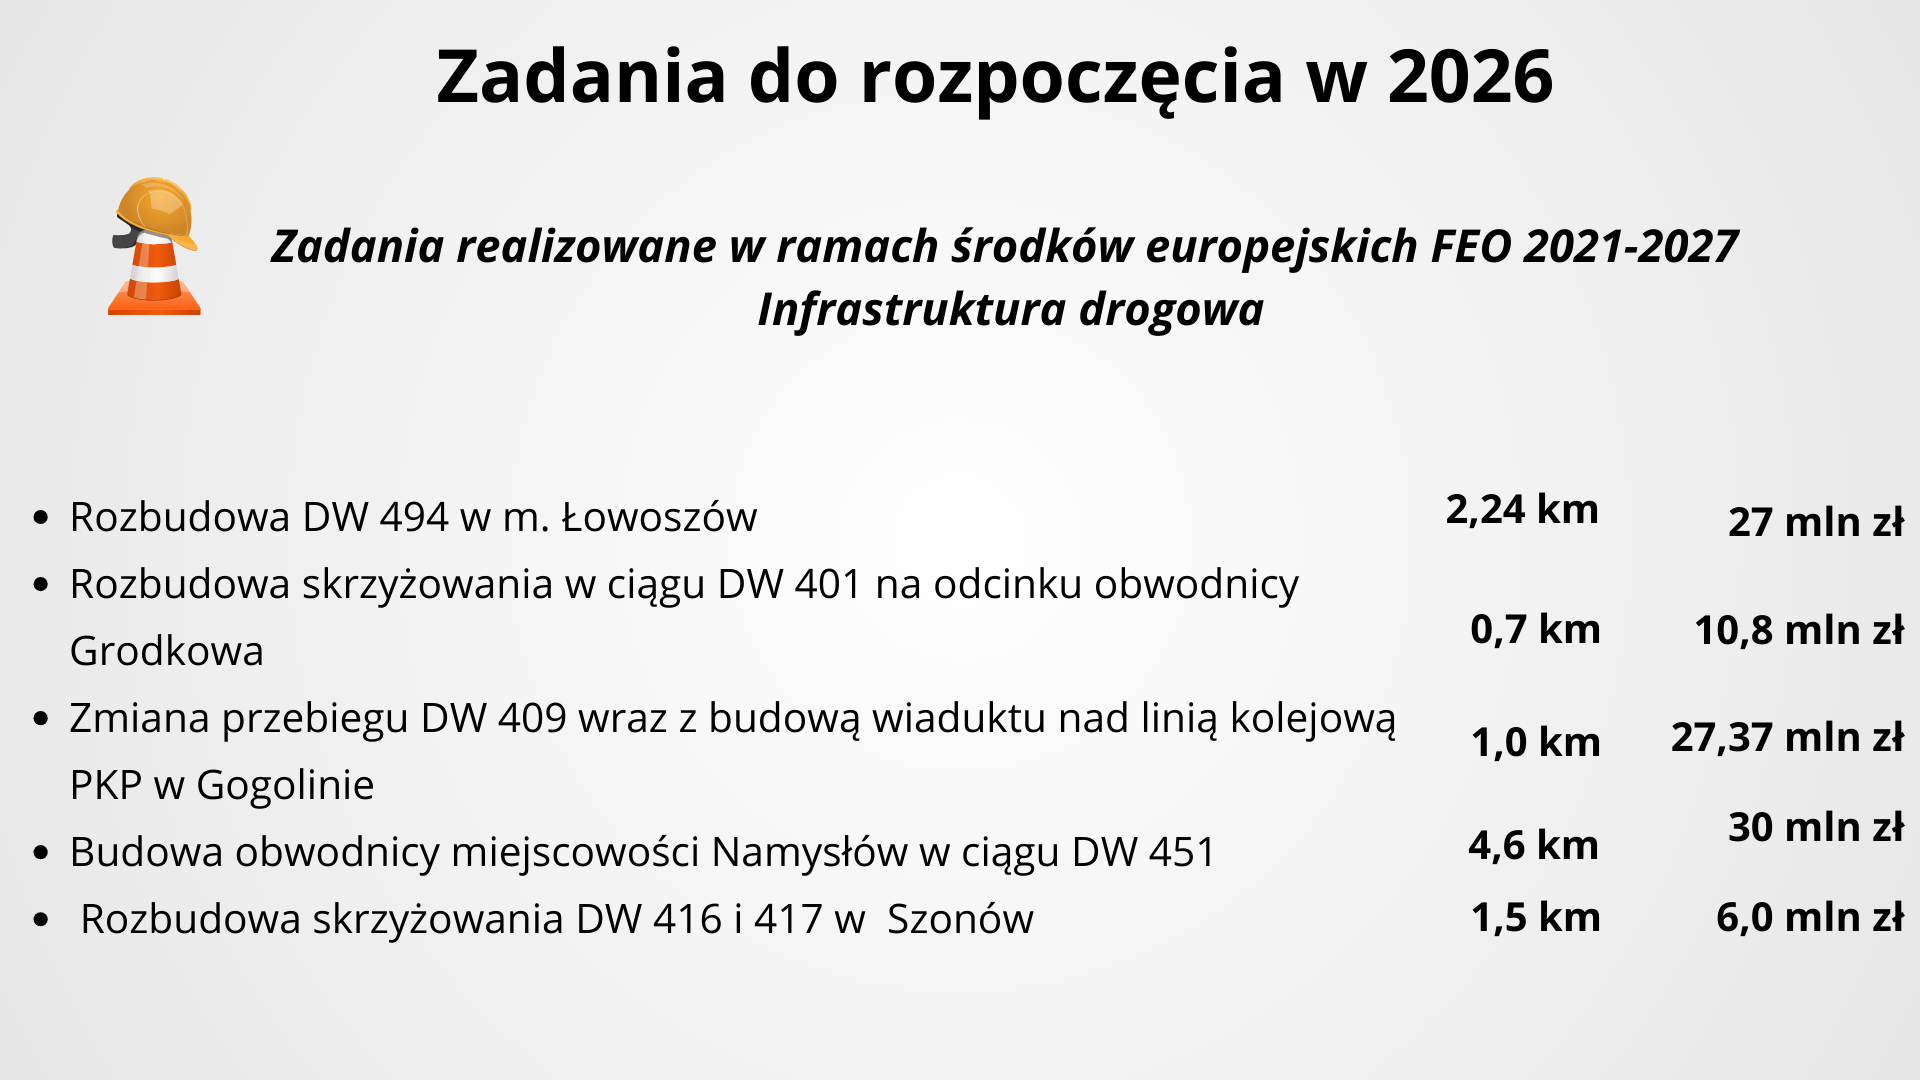 Zadania do rozpoczęcia w 2026
Zadania realizowane w ramach środków europejskich FEO 2021-2027
Infrastruktura drogowa
• Rozbudowa DW 494 w m. Łowoszów 2,24 km 27 mln zł
• Rozbudowa skrzyżowania w ciągu DW 401 na odcinku obwodnicy
Grodkowa 0,7 km 10,8 mln zł
• Zmiana przebiegu DW 409 wraz z budową wiaduktu nad linią kolejową
PKP w Gogolinie 1,0 km 27,37 mln zł
• Budowa obwodnicy miejscowości Namysłów w ciągu DW 451 4,6 km 30 mln zł
• Rozbudowa skrzyżowania DW 416 i 417 w  Szonów 1,5 km 6,0 mln zł